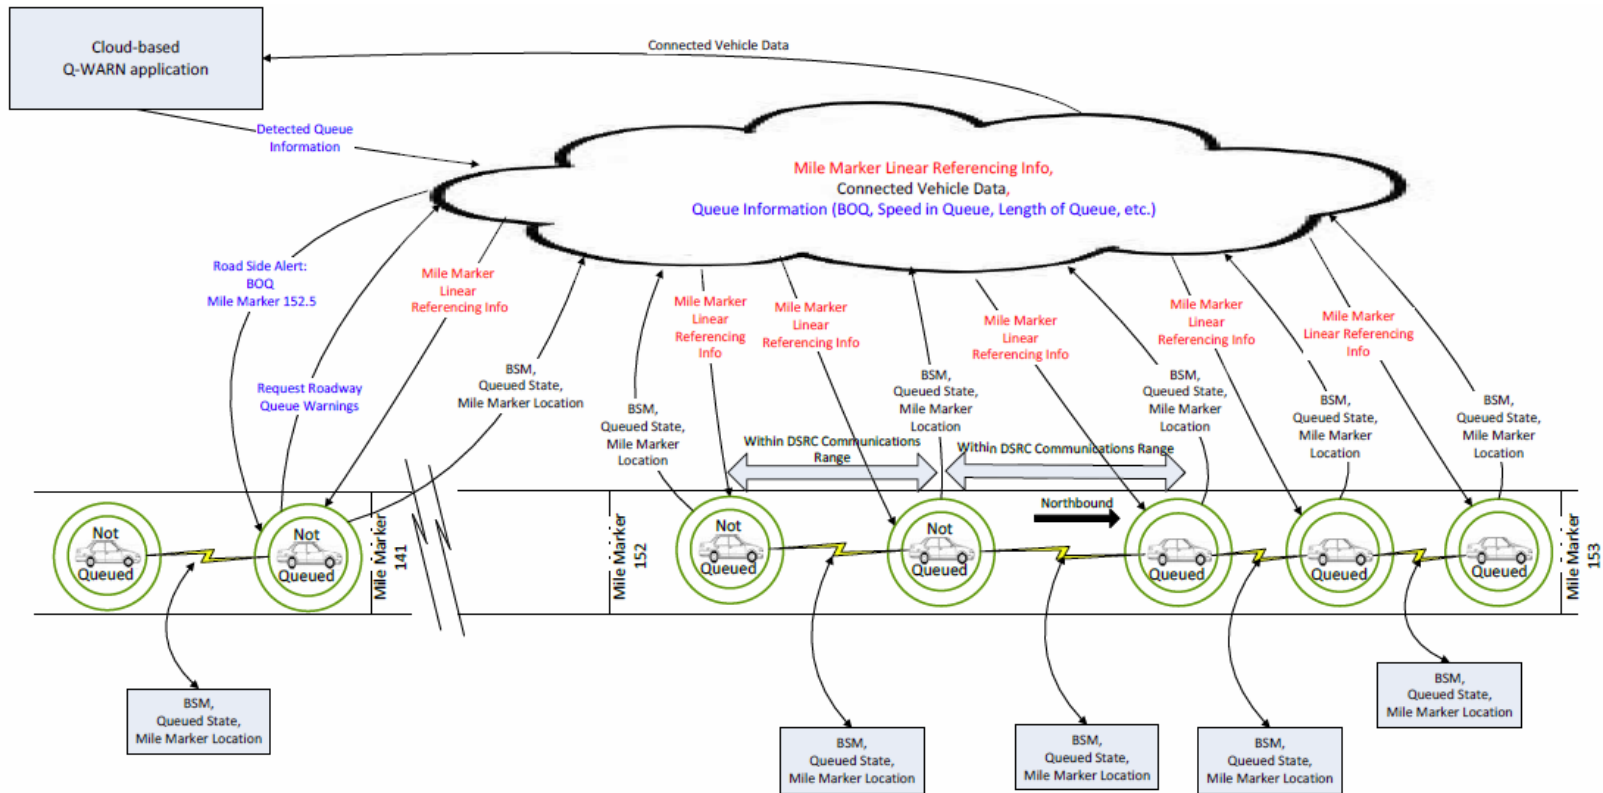 Cloud-based
Q-WARN application
Connected Vehicle Data
Detected Queue
Information
Mile Marker Linear Referencing Info,
Connected Vehicle Data,
Queue Information (BOQ, Speed in Queue, Length of Queue, etc.)
Road Side Alert:
BOQ
Mile Marker 152.5
Mile Marker
Linear
Referencing Info
Request Roadway
Queue Warnings
BSM,
Queued State,
Mile Marker Location
Mile Marker
Linear
Referencing
Info
BSM,
Queued State,
Mile Marker
Location
Mile Marker
Linear
Referencing Info
BSM,
Queued State,
Mile Marker
Location
Mile Marker
Linear
Referencing Info
BSM,
Queued State,
Mile Marker
Location
Mile Marker
Linear
Referencing Info
BSM,
Queued State,
Mile Marker
Location
Mile Marker
Linear Referencing
Info
BSM,
Queued State,
Mile Marker
Location
Within DSRC Communications
Range
Within DSRC Communications Range
Northbound
Not
Queued
Not
Queued
Mile Marker
141
Mile Marker
152
Not
Queued
Not
Queued
Queued
Queued
Queued
Mile Marker
153
BSM,
Queued State,
Mile Marker Location
BSM,
Queued State,
Mile Marker Location
BSM,
Queued State,
Mile Marker Location
BSM,
Queued State,
Mile Marker Location
BSM,
Queued State,
Mile Marker Location